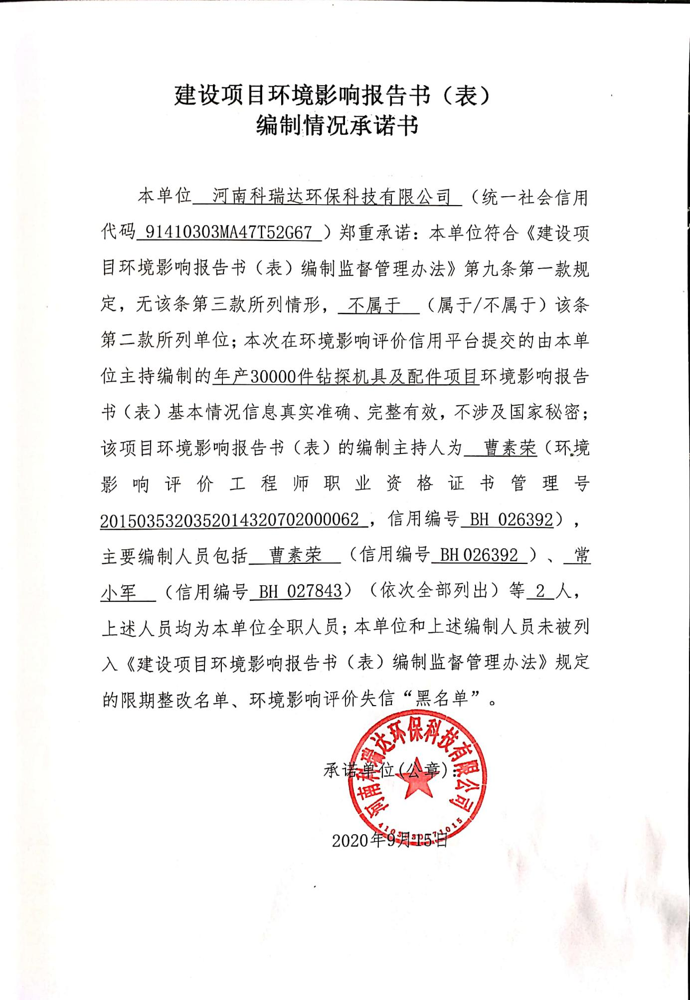 建设项目环境影响报告书（表）
编制情况承诺书
本单位 河南科瑞达环保科技有限公司 （统一社会信用
代码 91410303MA47T52G67 ）郑重承诺：本单位符合《建设项
目环境影响报告书（表）编制监督管理办法》第九条第一款规
定，无该条第三款所列情形， 不属于 （属于/不属于）该条
第二款所列单位；本次在环境影响评价信用平台提交的由本单
位主持编制的年产30000件钻探机具及配件项目环境影响报告
书（表）基本情况信息真实准确、完整有效，不涉及国家秘密；
该项目环境影响报告书（表）的编制主持人为 曹素荣（环境
影响评价工程师职业资格证书管理号
2015035320352014320702000062 ，信用编号 BH 026392），
主要编制人员包括 曹素荣 （信用编号 BH 026392 ）、 常
小军 （信用编号 BH 027843）（依次全部列出）等 2 人，
上述人员均为本单位全职人员；本单位和上述编制人员未被列
入《建设项目环境影响报告书（表）编制监督管理办法》规定
的限期整改名单、环境影响评价失信“黑名单”。
河南科瑞达环保科技有限公司
承诺单位(公章)：
2020年9月15日